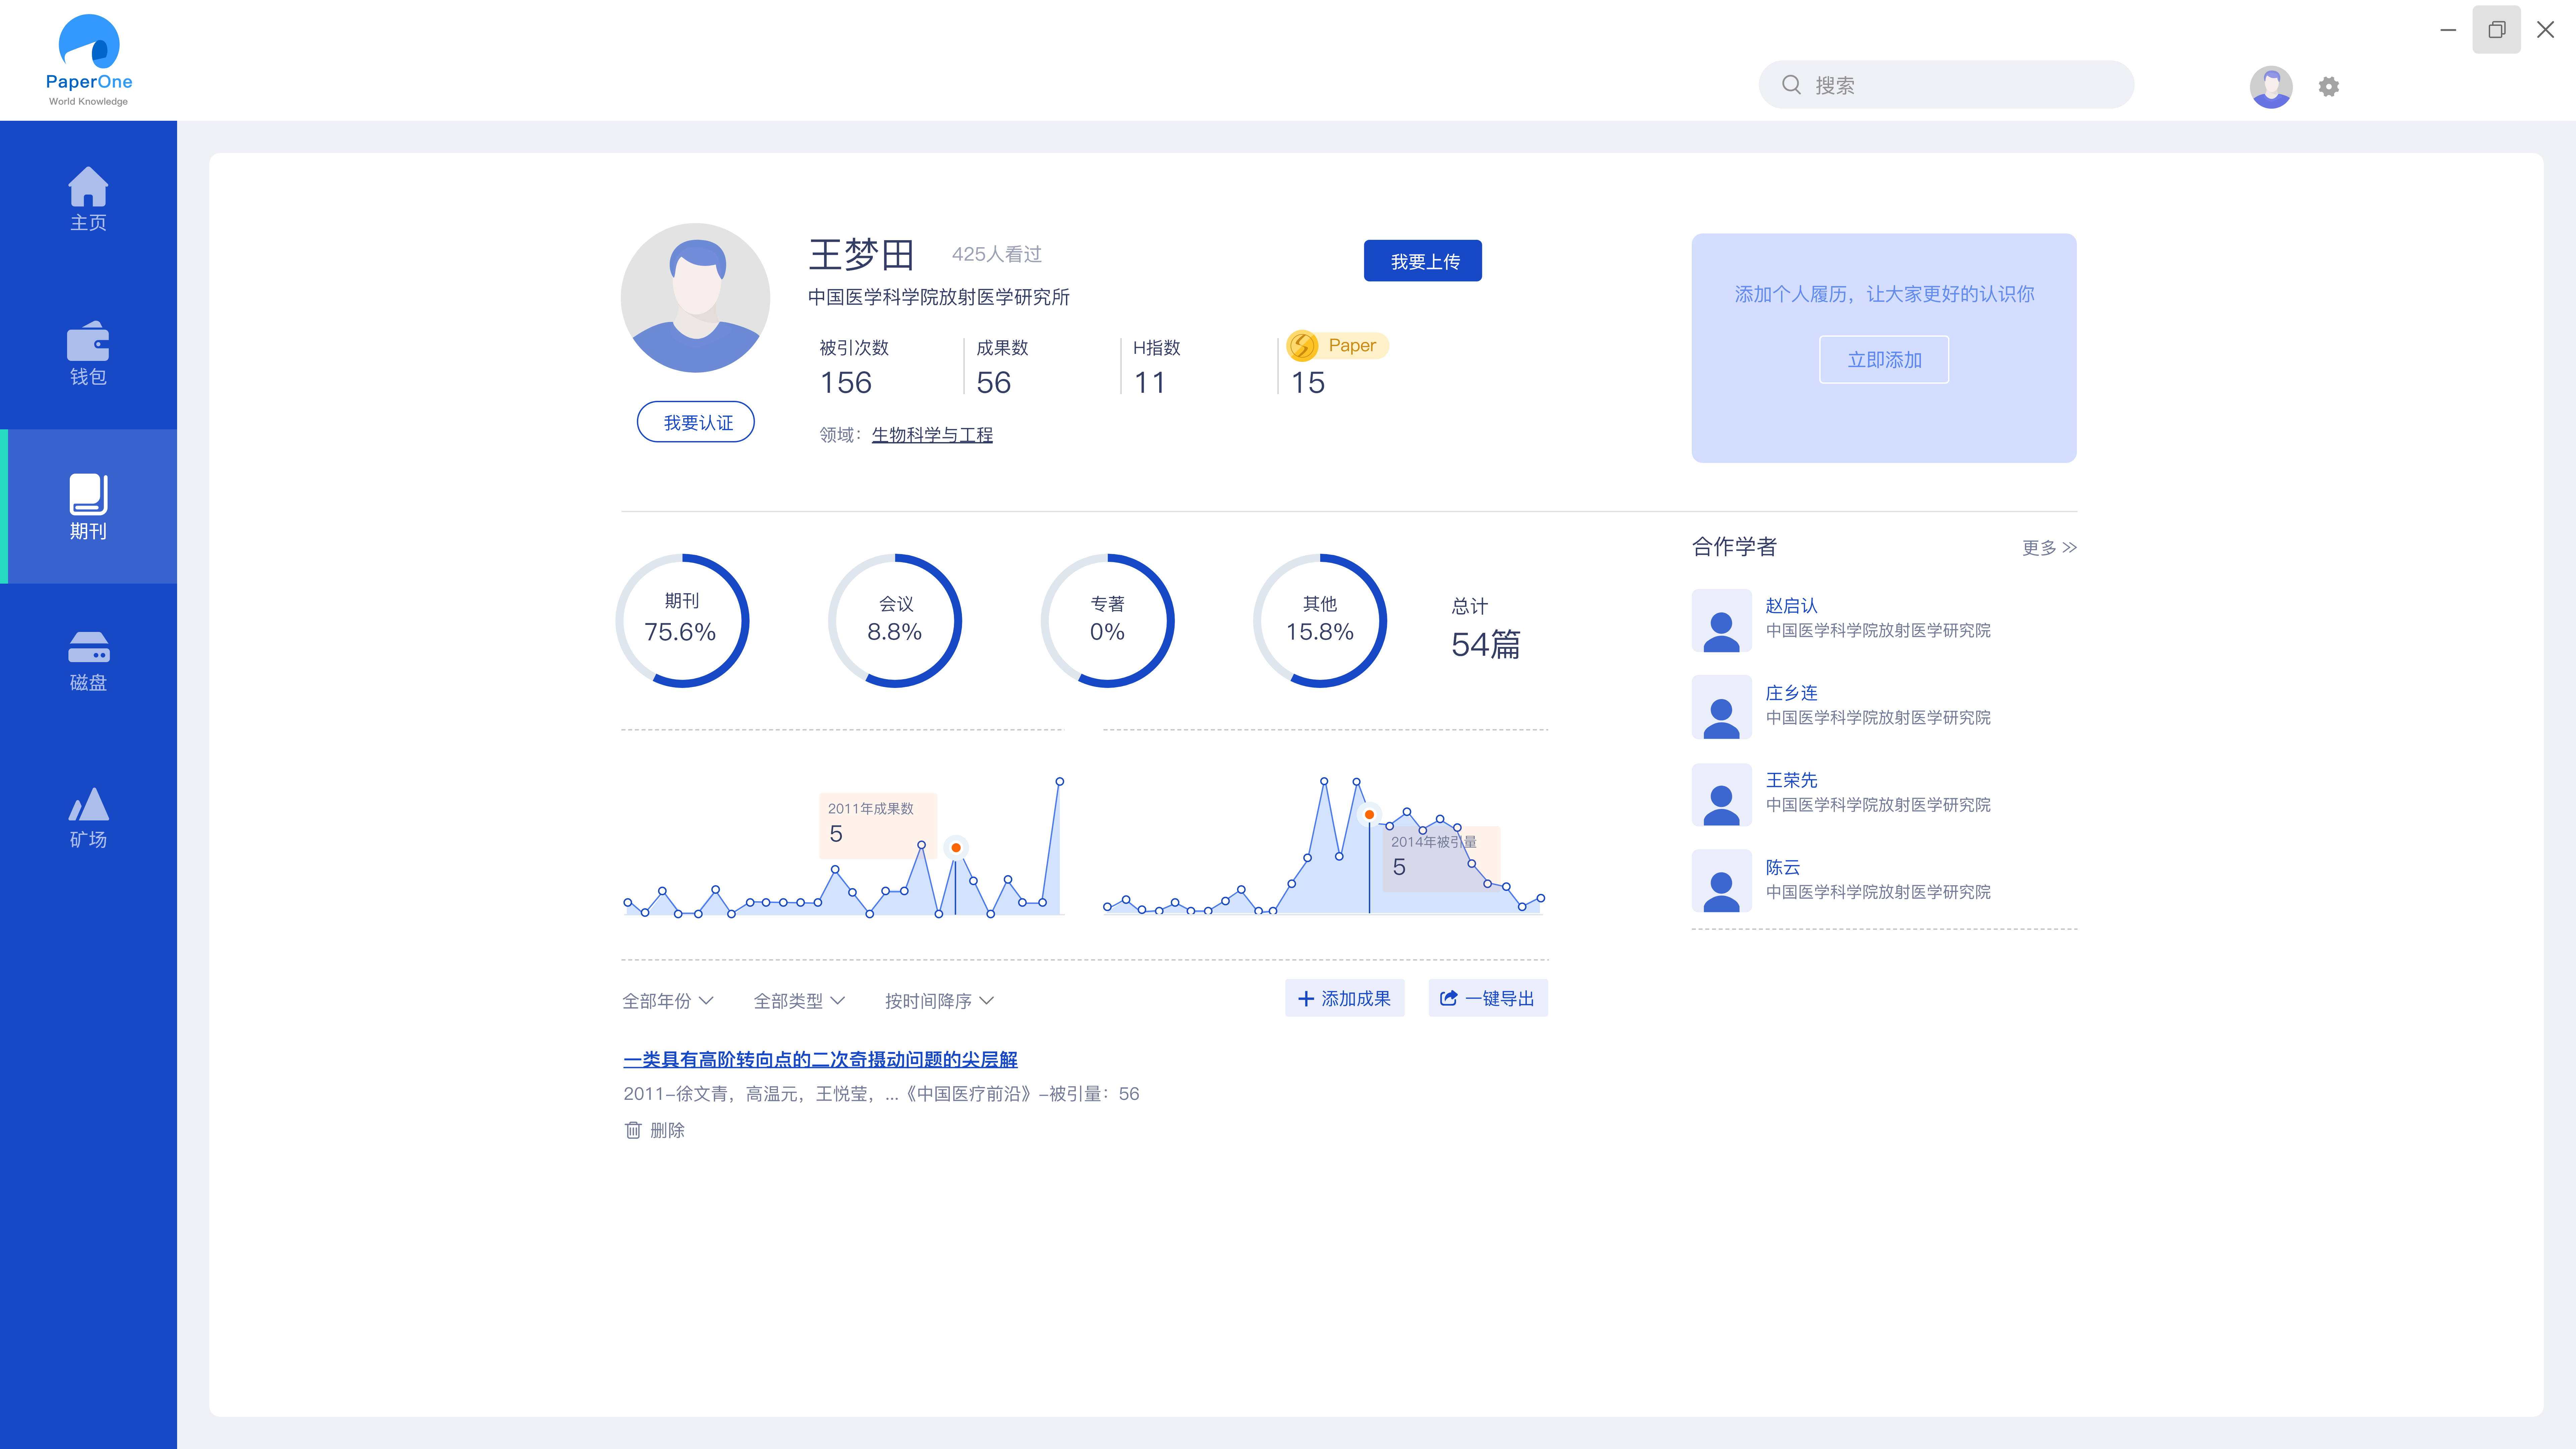 PaperOne
World Knowledge
搜索
主页
钱包
期刊
磁盘
矿场
王梦田 425人看过
中国医学科学院放射医学研究所
我要上传
被引次数 成果数 H指数 Paper
156 56 11 15
我要认证
领域：生物科学与工程
添加个人履历，让大家更好的认识你
立即添加
期刊
75.6%
会议
8.8%
专著
0%
其他
15.8%
总计
54篇
合作学者 更多
赵启认
中国医学科学院放射医学研究院
庄乡连
中国医学科学院放射医学研究院
王荣先
中国医学科学院放射医学研究院
陈云
中国医学科学院放射医学研究院
2011年成果数
5
2014年被引量
5
全部年份 全部类型 按时间降序 添加成果 一键导出
一类具有高阶转向点的二次奇摄动问题的尖层解
2011-徐文青，高温元，王悦莹，...《中国医疗前沿》-被引量：56
删除